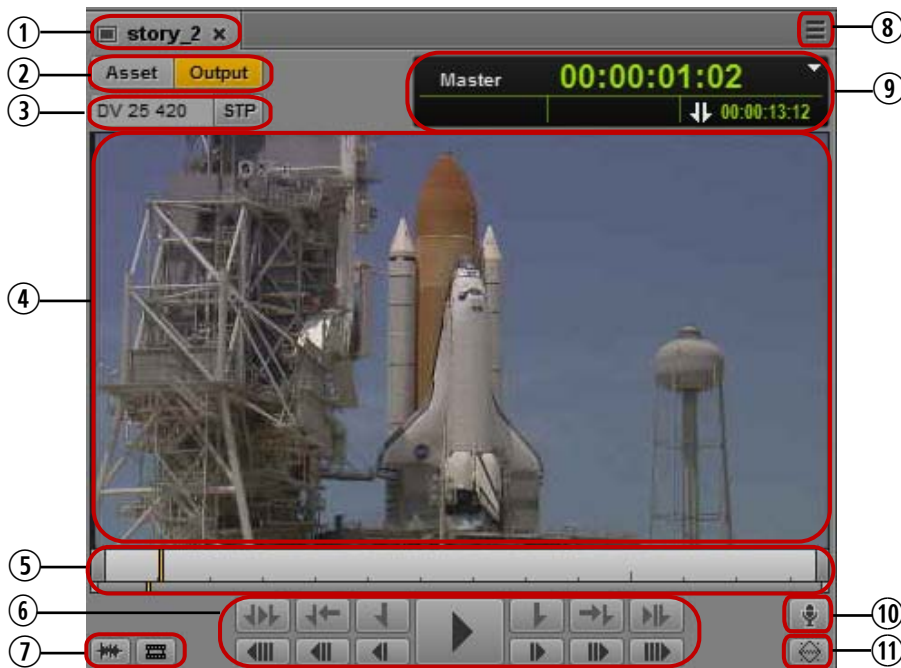 ① story_2 × ⑧
② Asset Output Master 00:00:01:02 ⑨
③ DV 25 420 STP 00:00:13:12
④
⑤
⑥ ⑩
⑦ ⑪